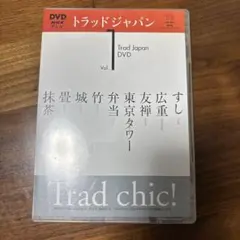 DVD
トラッドジャパン
Trad Japan
DVD
Vol.
1
すし
広重
友禅
東京タワー
弁当
竹
城
畳
抹茶
Trad chic!